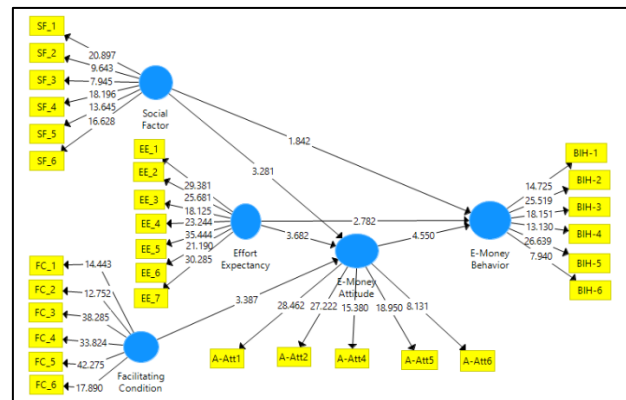 SF_1
SF_2
SF_3
SF_4
SF_5
SF_6
20.897
9.643
7.945
18.196
13.645
16.628
Social
Factor
1.842
3.281
EE_1
EE_2
EE_3
EE_4
EE_5
EE_6
EE_7
29.381
25.681
18.125
23.244
35.444
21.190
30.285
Effort
Expectancy
2.782
3.682
4.550
BIH-1
BIH-2
BIH-3
BIH-4
BIH-5
BIH-6
14.725
25.519
18.151
13.130
26.639
7.940
E-Money
Behavior
FC_1
FC_2
FC_3
FC_4
FC_5
FC_6
14.443
12.752
38.285
33.824
42.275
17.890
Facilitating
Condition
3.387
E-Money
Attitude
28.462
27.222
15.380
18.950
8.131
A-Att1
A-Att2
A-Att4
A-Att5
A-Att6